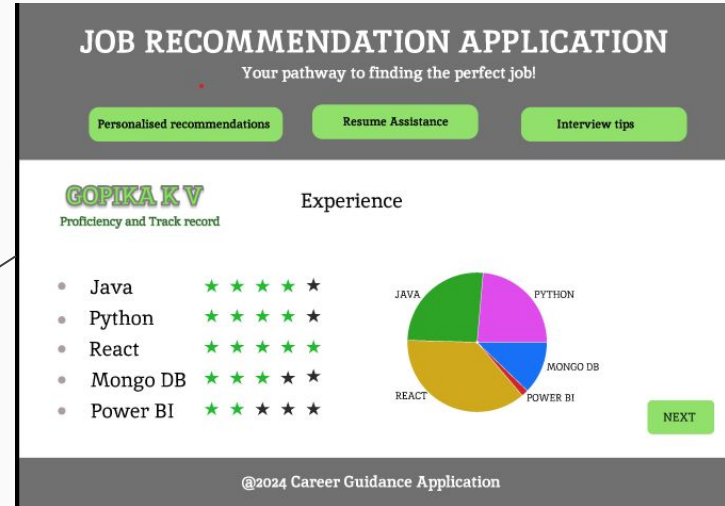 JOB RECOMMENDATION APPLICATION
Your pathway to finding the perfect job!
Personalised recommendations
Resume Assistance
Interview tips
GOPIKA K V
Proficiency and Track record
Experience
Java
Python
React
Mongo DB
Power BI
JAVA
PYTHON
MONGO DB
REACT
POWER BI
NEXT
@2024 Career Guidance Application